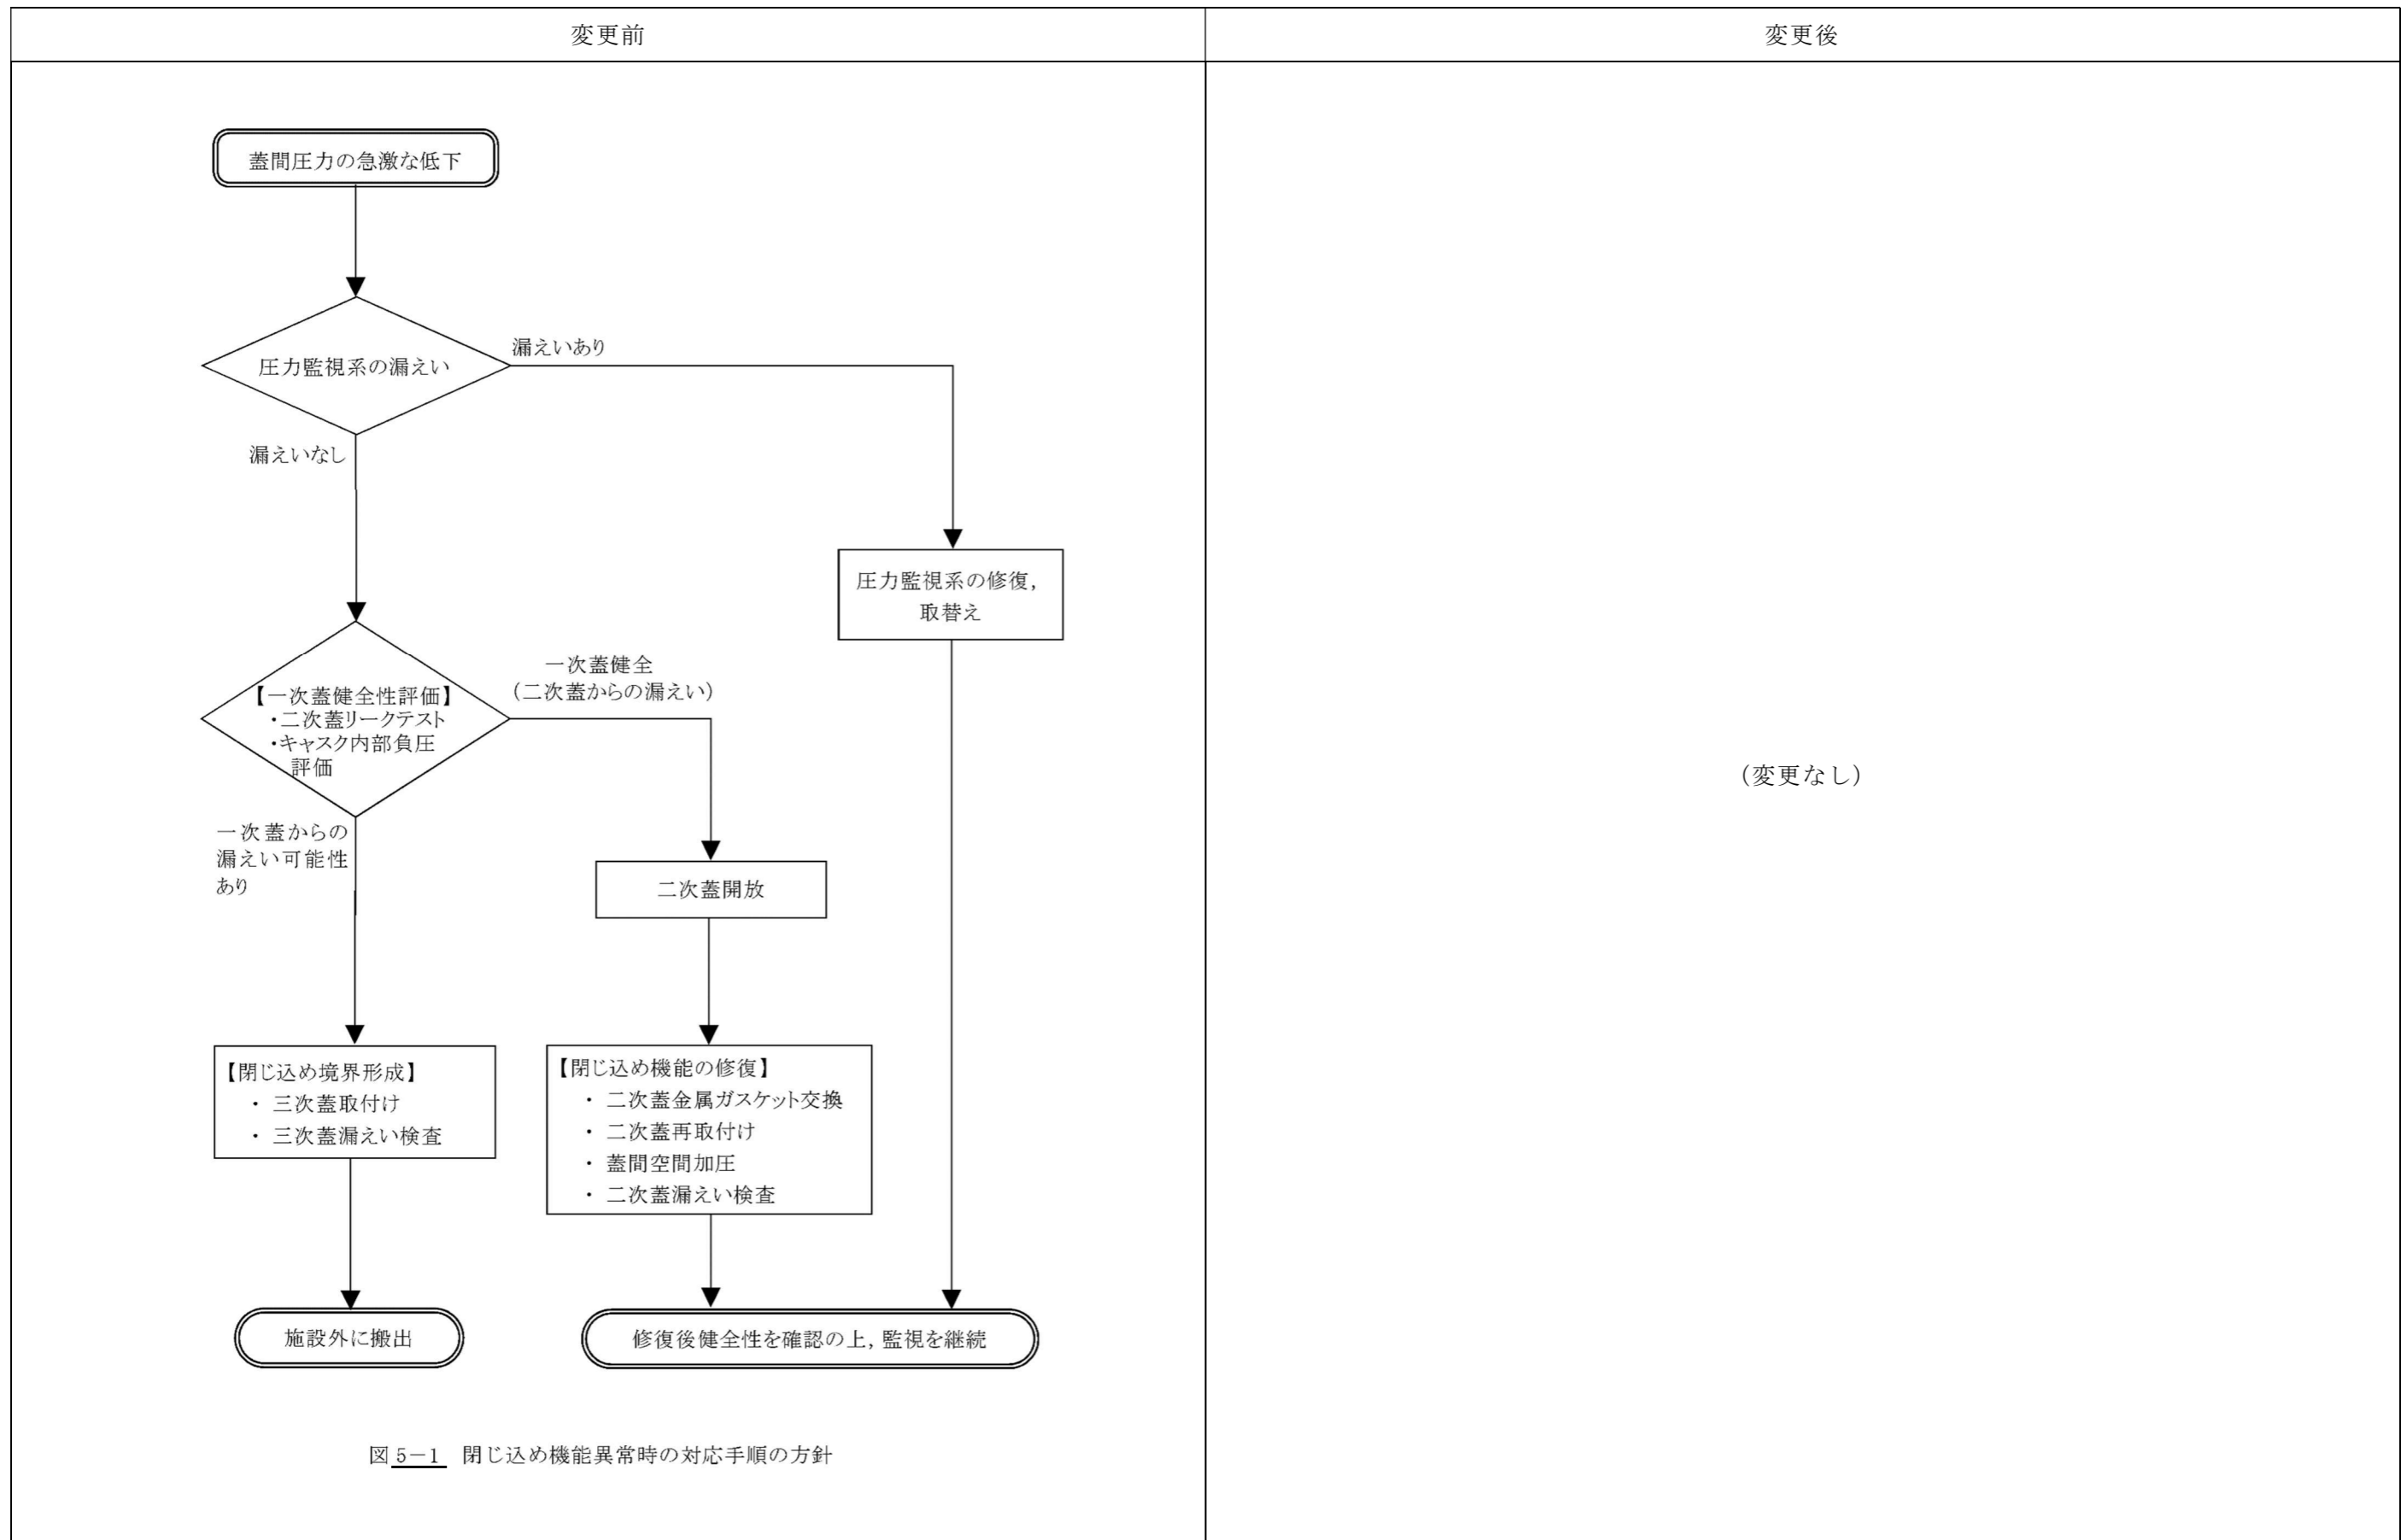 変更前
変更後
蓋間圧力の急激な低下
圧力監視系の漏えい
漏えいあり
漏えいなし
圧力監視系の修復,
取替え
一次蓋健全
(二次蓋からの漏えい)
【一次蓋健全性評価】
・二次蓋リークテスト
・キャスク内部負圧
評価
一次蓋からの
漏えい可能性
あり
二次蓋開放
【閉じ込め境界形成】
・ 三次蓋取付け
・ 三次蓋漏えい検査
【閉じ込め機能の修復】
・ 二次蓋金属ガスケット交換
・ 二次蓋再取付け
・ 蓋間空間加圧
・ 二次蓋漏えい検査
施設外に搬出
修復後健全性を確認の上, 監視を継続
図 5-1 閉じ込め機能異常時の対応手順の方針
(変更なし)